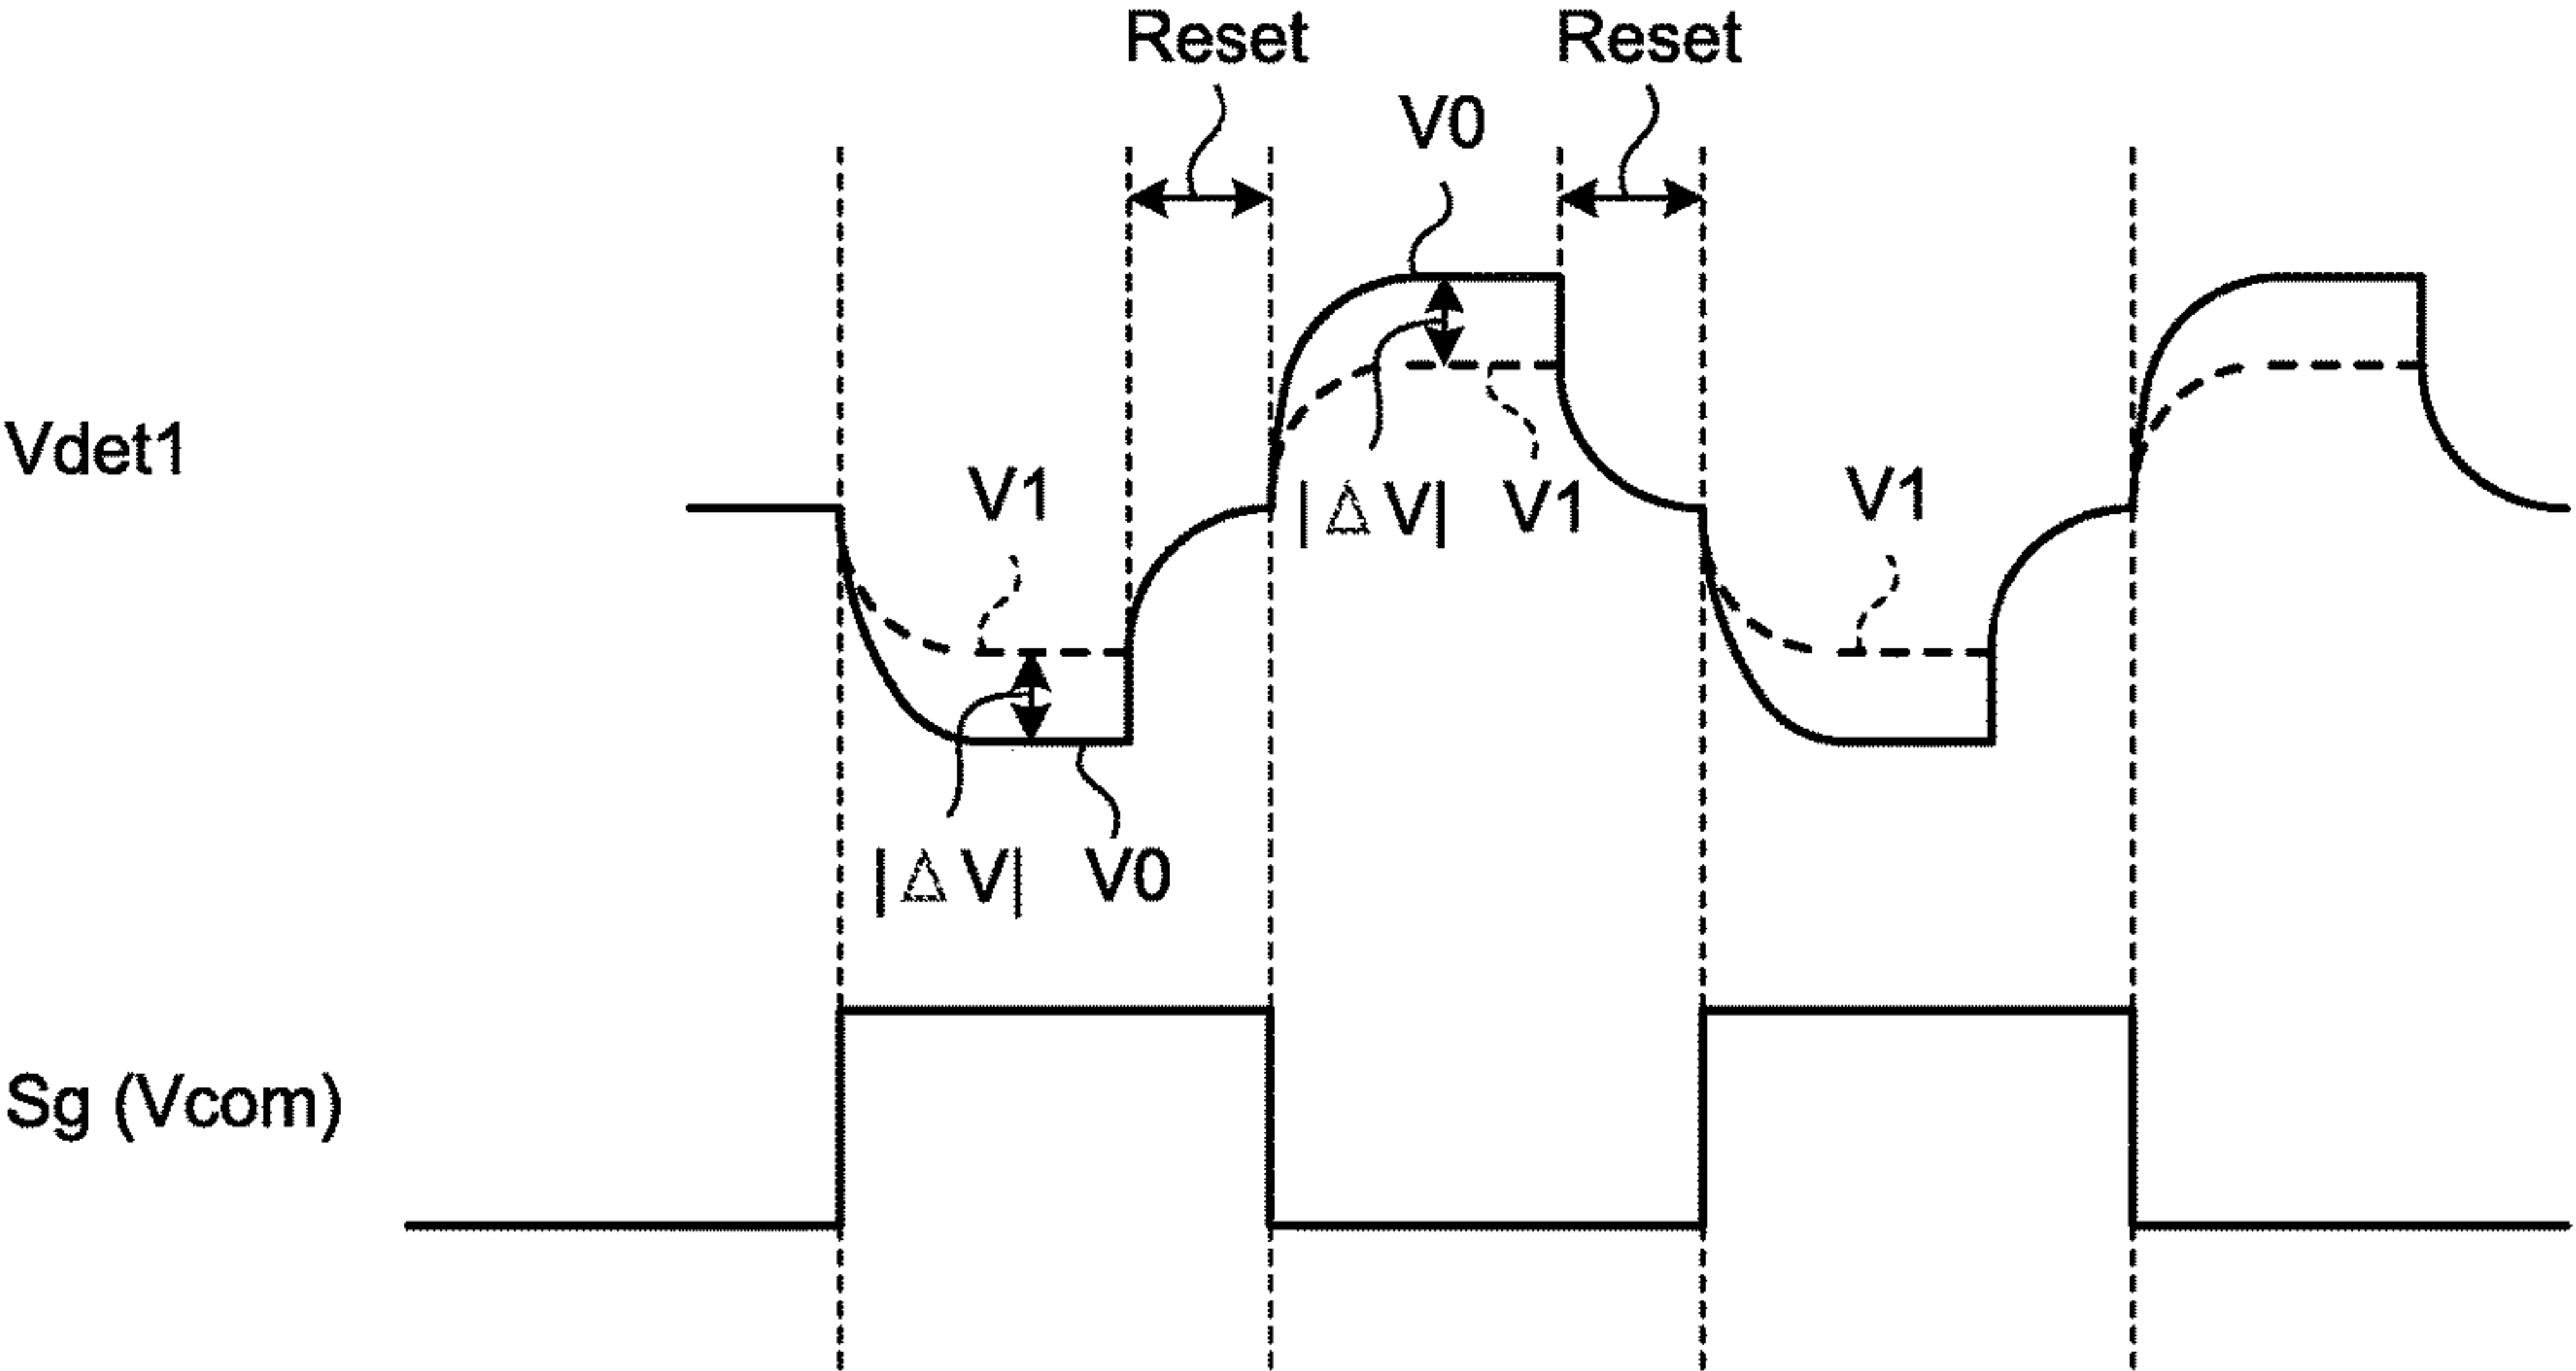 Reset Reset
V0
Vdet1
V1 |ΔV| V1 V1
|ΔV| V0
Sg (Vcom)